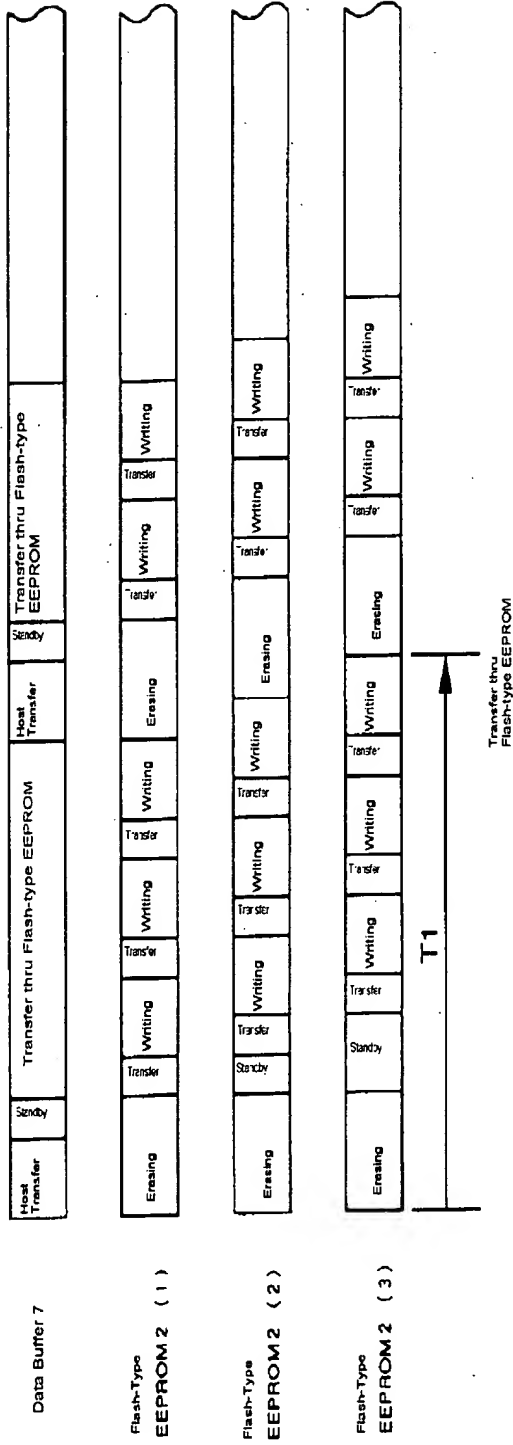 Data Buffer 7
Host
Transfer
Standby
Transfer thru Flash-type EEPROM
Host
Transfer
Standby
Transfer thru Flash-type
EEPROM
Flash-Type
EEPROM 2 (1)
Erasing
Transfer
Writing
Transfer
Writing
Transfer
Writing
Erasing
Transfer
Writing
Transfer
Writing
Flash-Type
EEPROM 2 (2)
Erasing
Standby
Transfer
Writing
Transfer
Writing
Transfer
Writing
Erasing
Transfer
Writing
Transfer
Writing
Flash-Type
EEPROM 2 (3)
Erasing
Standby
Transfer
Writing
Transfer
Writing
Transfer
Writing
Erasing
Transfer
Writing
Transfer
Writing
T1
Transfer thru
Flash-type EEPROM